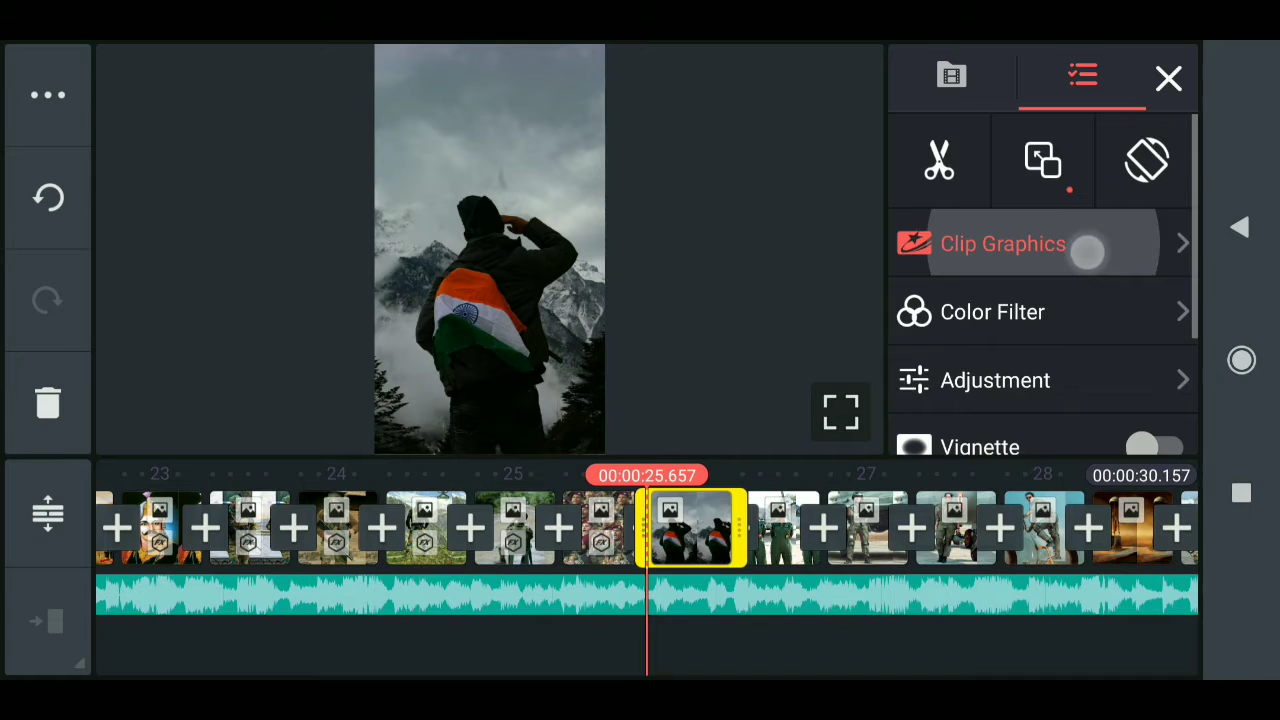 Clip Graphics
Color Filter
Adjustment
Vignette
23
24
25
00:00:25.657
27
28
00:00:30.157